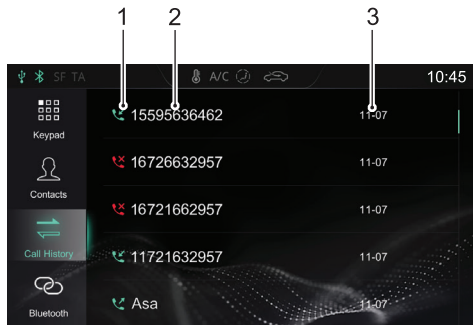 1 2 3
SF TA A/C 10:45
Keypad
Contacts
Call History
Bluetooth
15595636462 11-07
16726632957 11-07
16721662957 11-07
11721632957 11-07
Asa 11-07